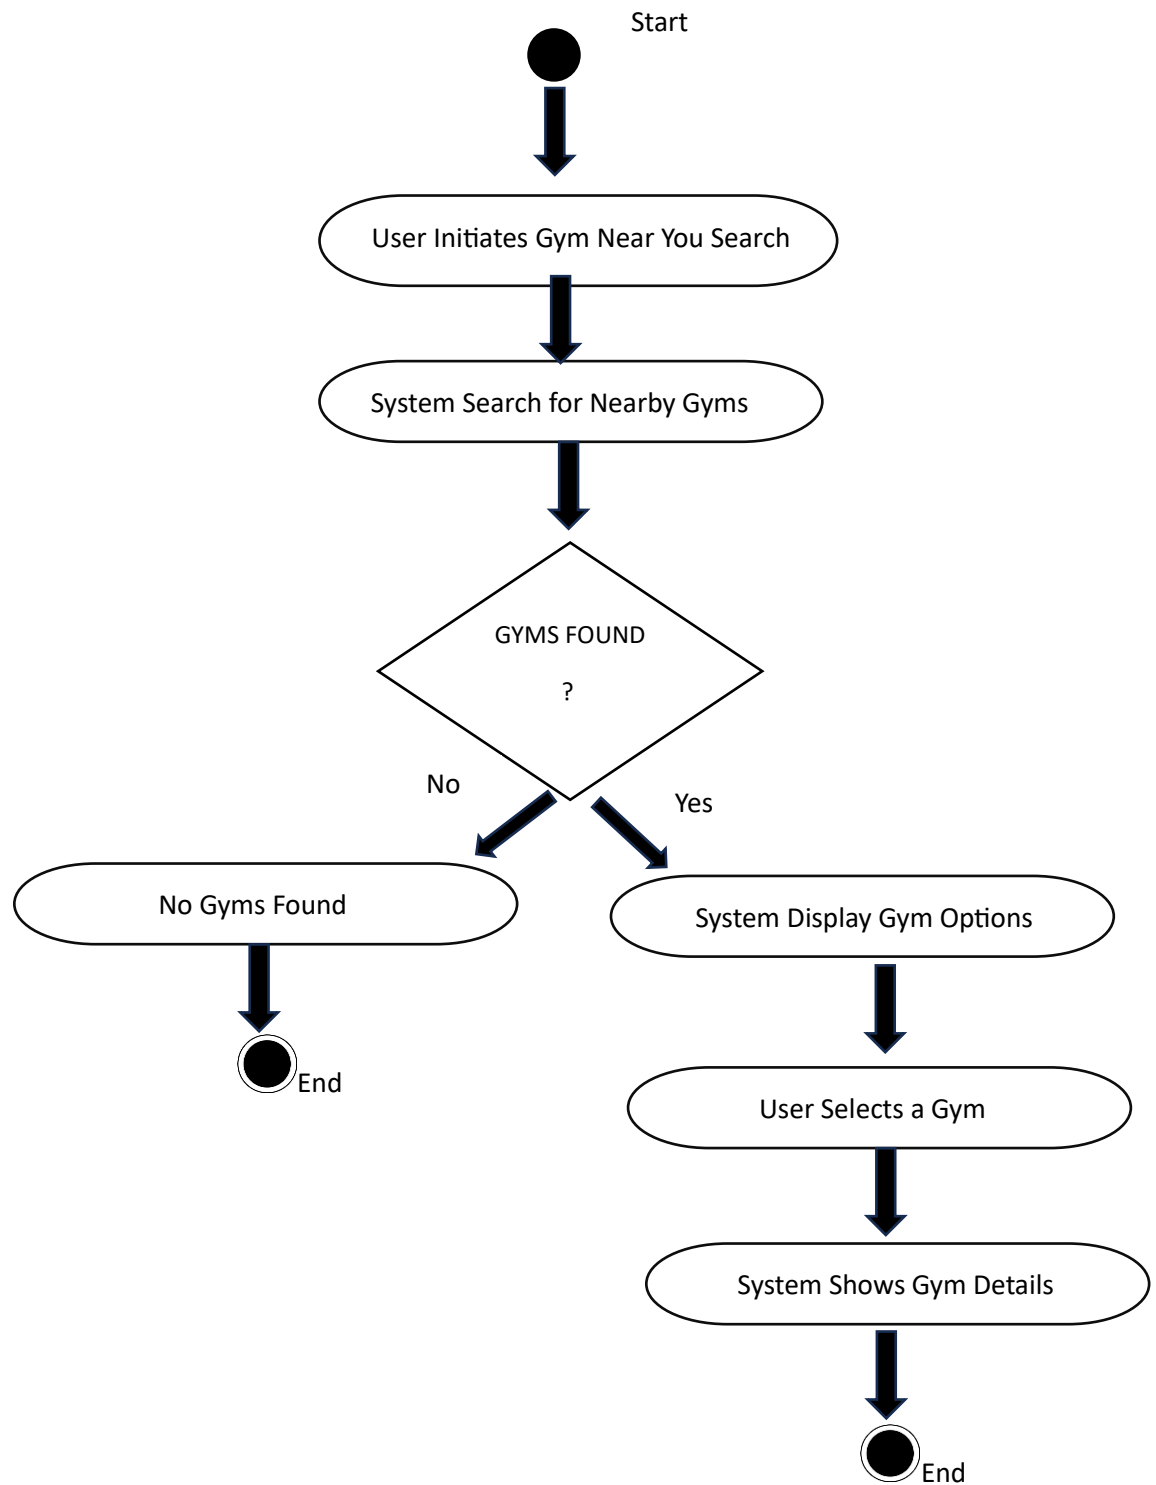 Start
User Initiates Gym Near You Search
System Search for Nearby Gyms
GYMS FOUND
?
No
Yes
No Gyms Found
System Display Gym Options
End
User Selects a Gym
System Shows Gym Details
End